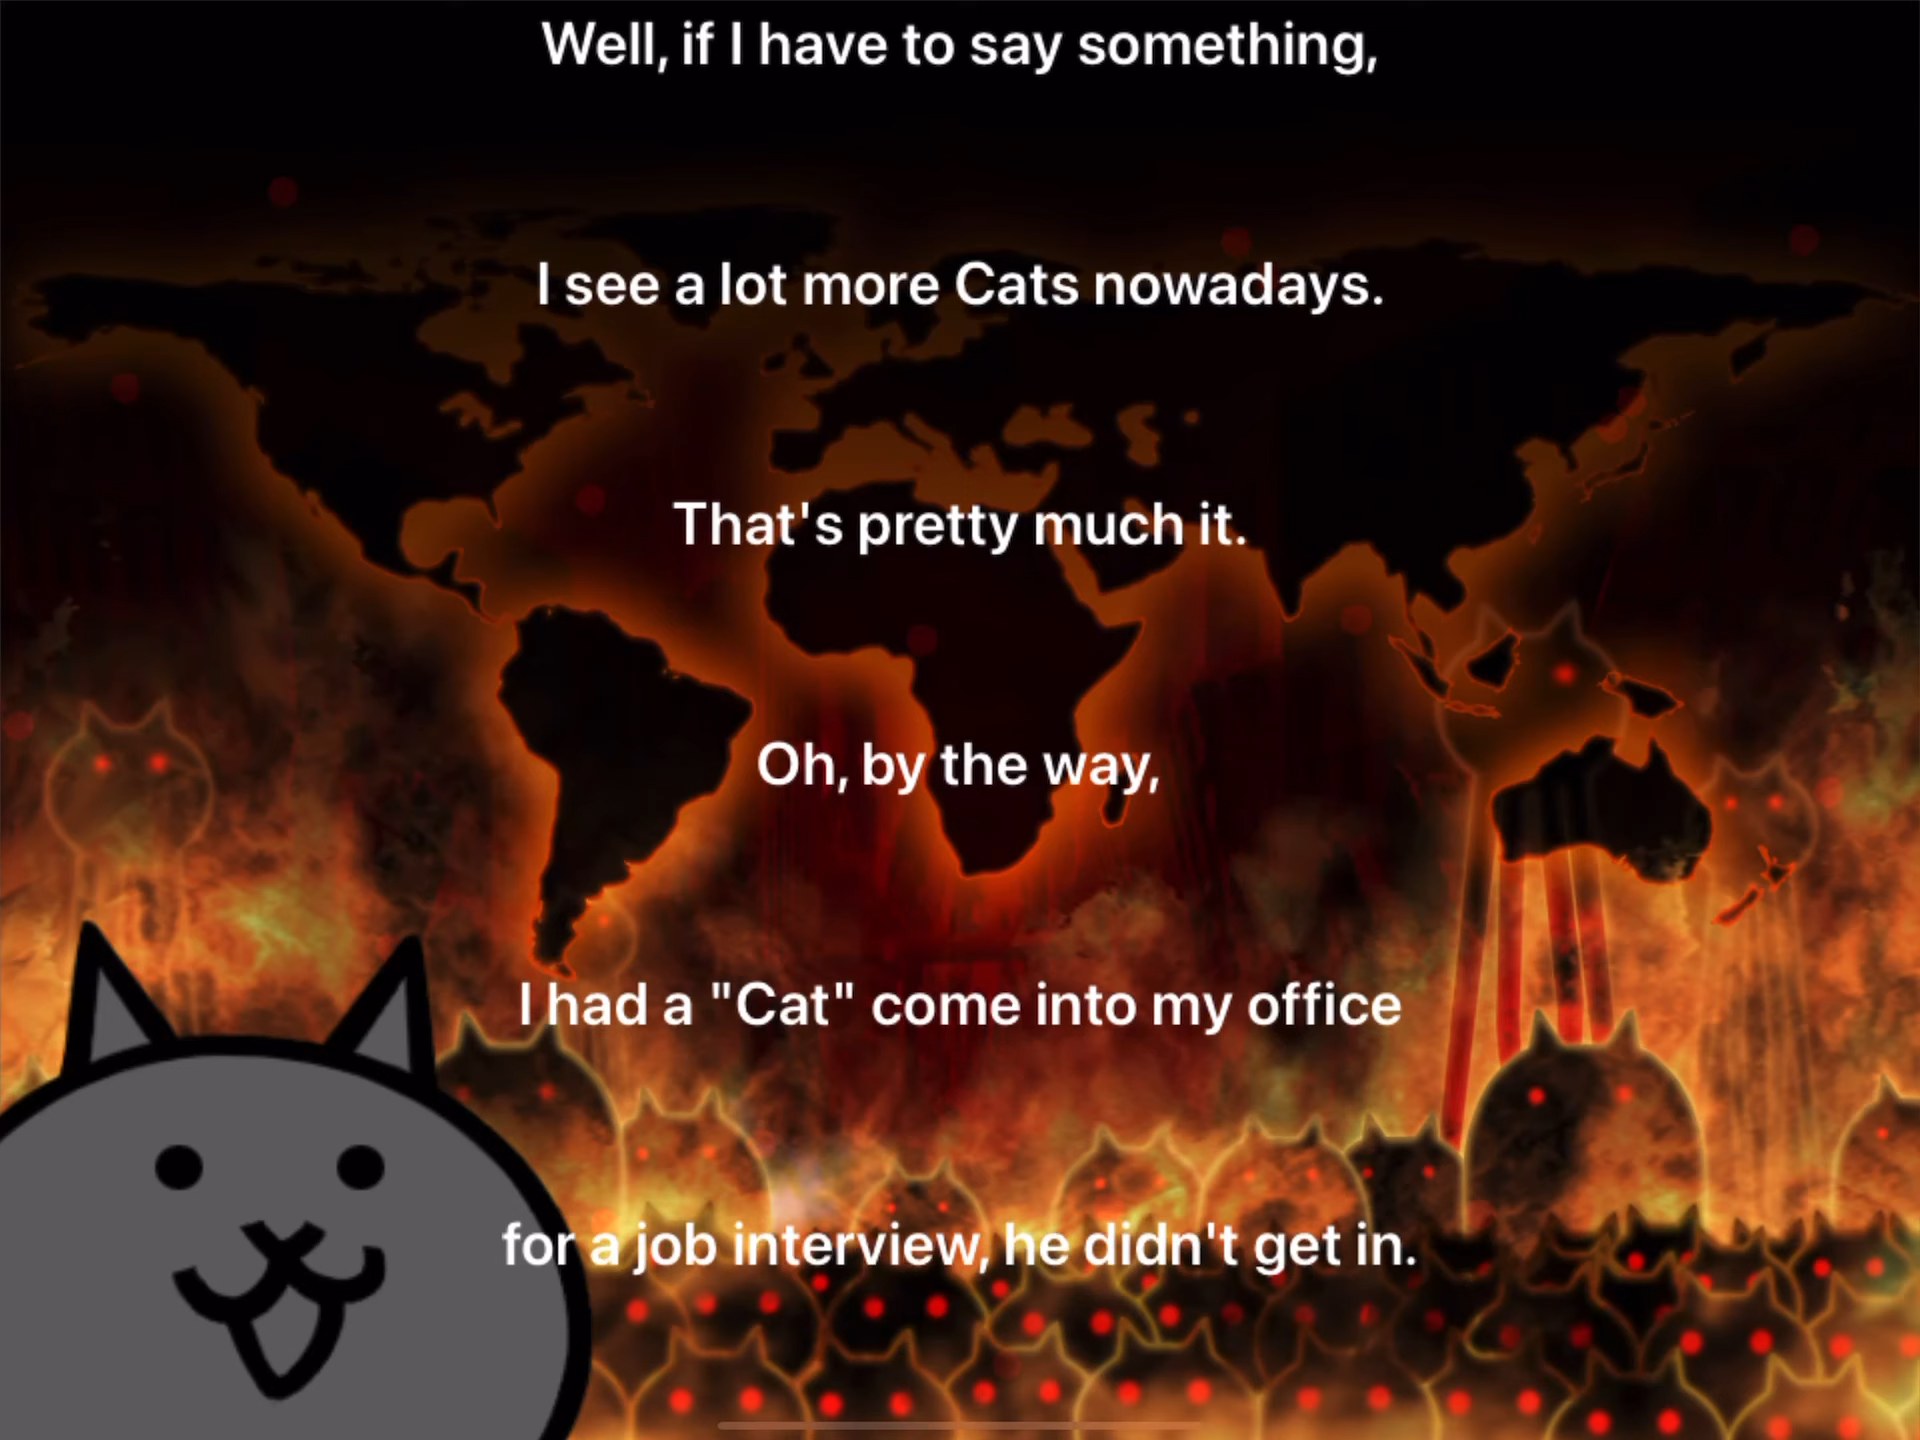 Well, if I have to say something,
I see a lot more Cats nowadays.
That's pretty much it.
Oh, by the way,
I had a "Cat" come into my office
for a job interview, he didn't get in.